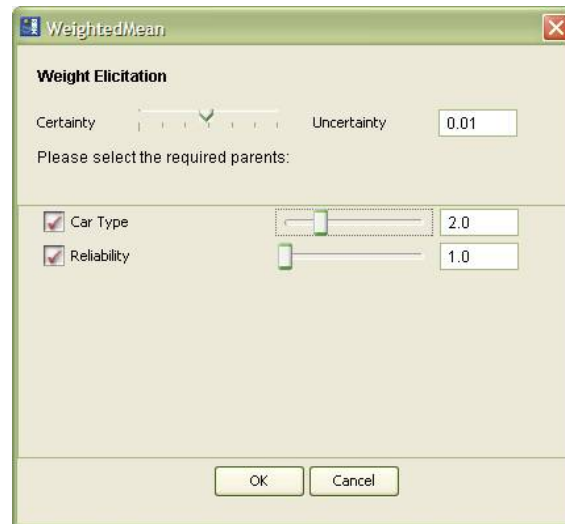 WeightedMean
Weight Elicitation
Certainty Uncertainty 0.01
Please select the required parents:
Car Type 2.0
Reliability 1.0
OK Cancel